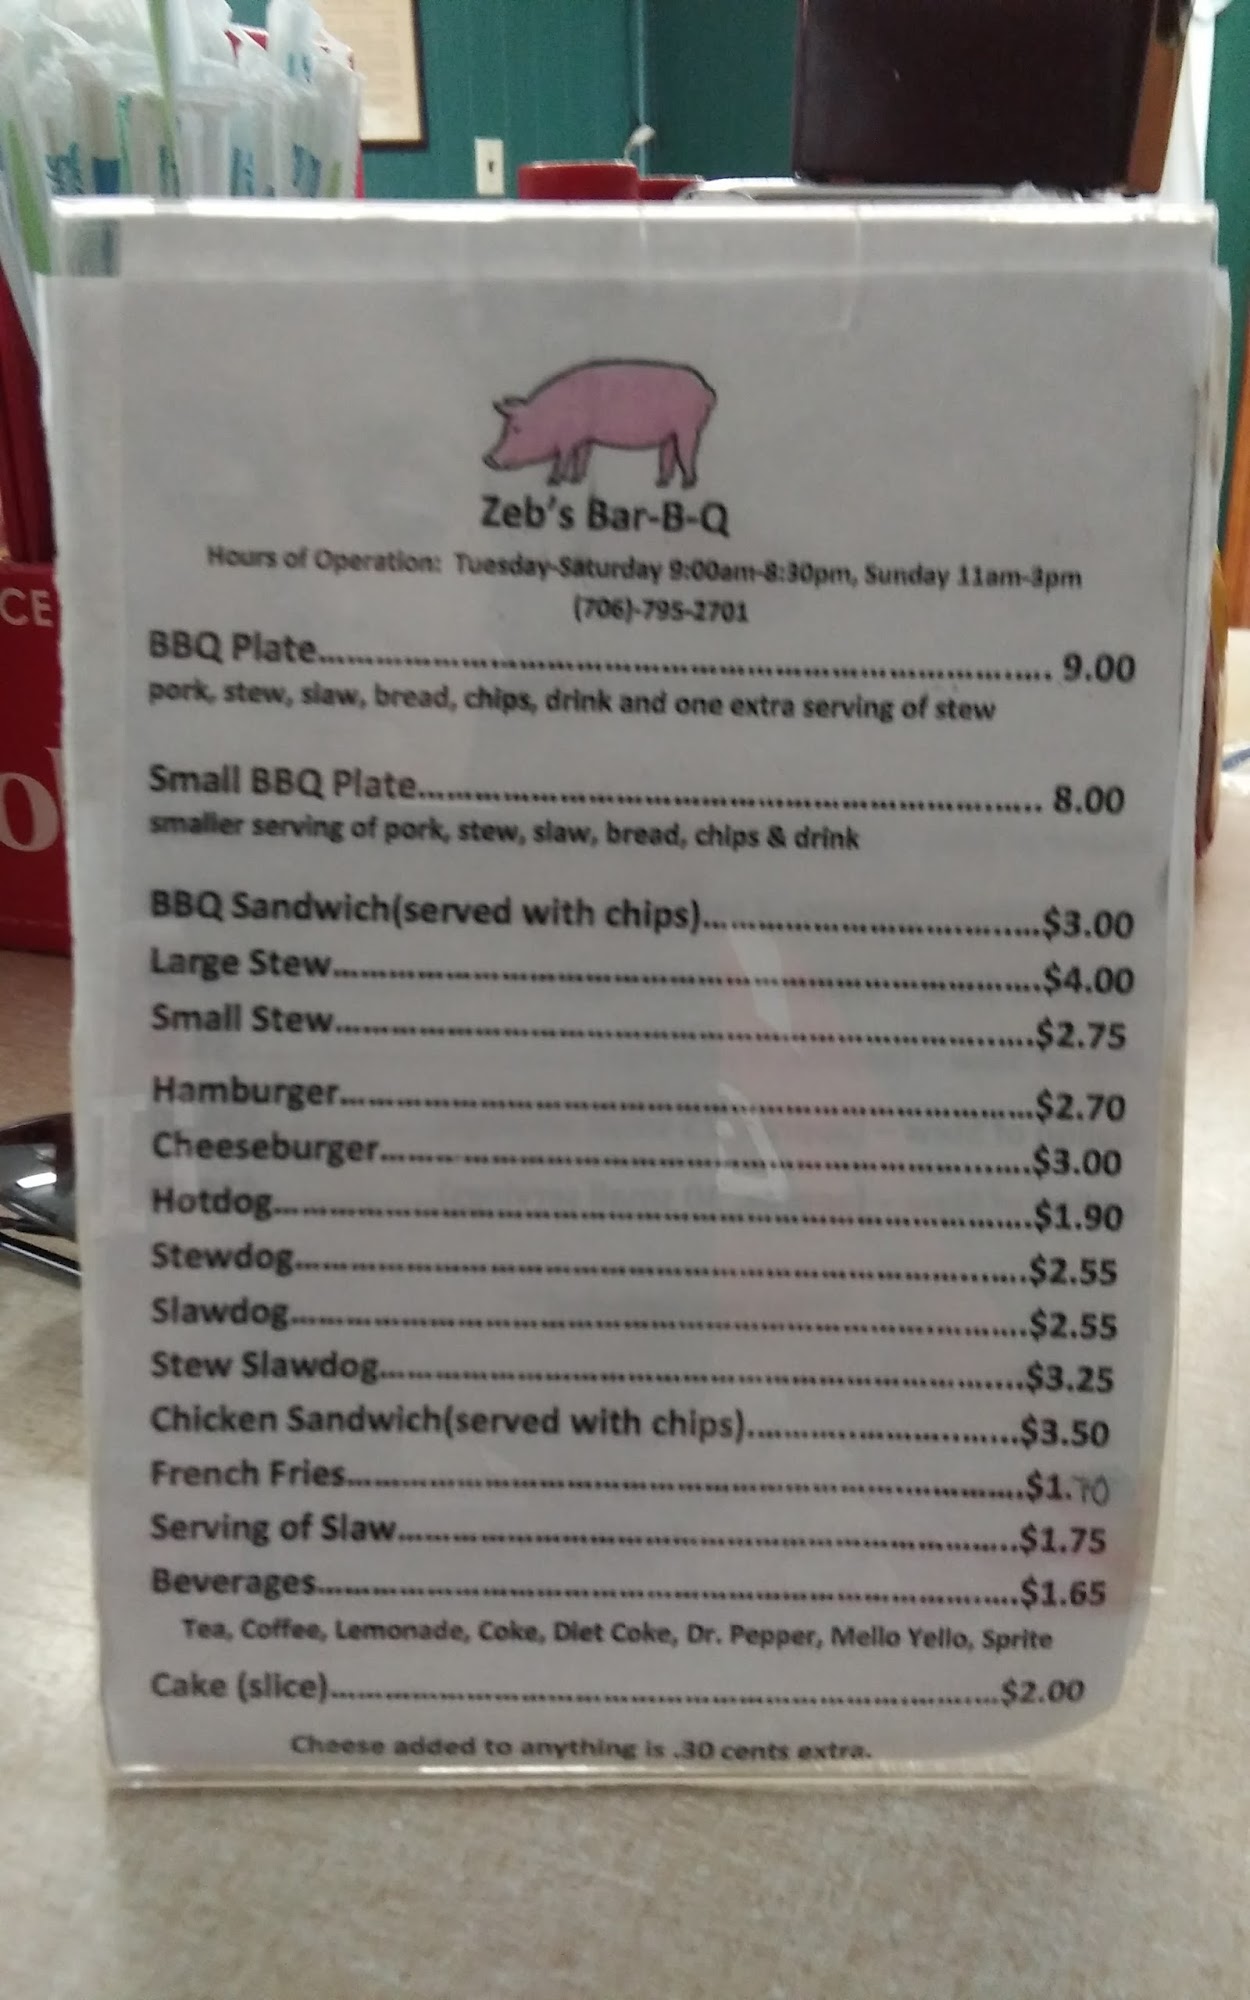 CE
Zeb's Bar-B-Q
Hours of Operation: Tuesday-Saturday 9:00am-8:30pm, Sunday 11am-3pm
(706)-795-2701
BBQ Plate.......... 9.00
pork, stew, slaw, bread, chips, drink and one extra serving of stew
Small BBQ Plate.......... 8.00
smaller serving of pork, stew, slaw, bread, chips & drink
BBQ Sandwich(served with chips)..........$3.00
Large Stew..........$4.00
Small Stew..........$2.75
Hamburger..........$2.70
Cheeseburger..........$3.00
Hotdog..........$1.90
Stewdog..........$2.55
Slawdog..........$2.55
Stew Slawdog..........$3.25
Chicken Sandwich(served with chips)..........$3.50
French Fries..........$1.70
Serving of Slaw..........$1.75
Beverages..........$1.65
Tea, Coffee, Lemonade, Coke, Diet Coke, Dr. Pepper, Mello Yello, Sprite
Cake (slice)..........$2.00
Cheese added to anything is .30 cents extra.